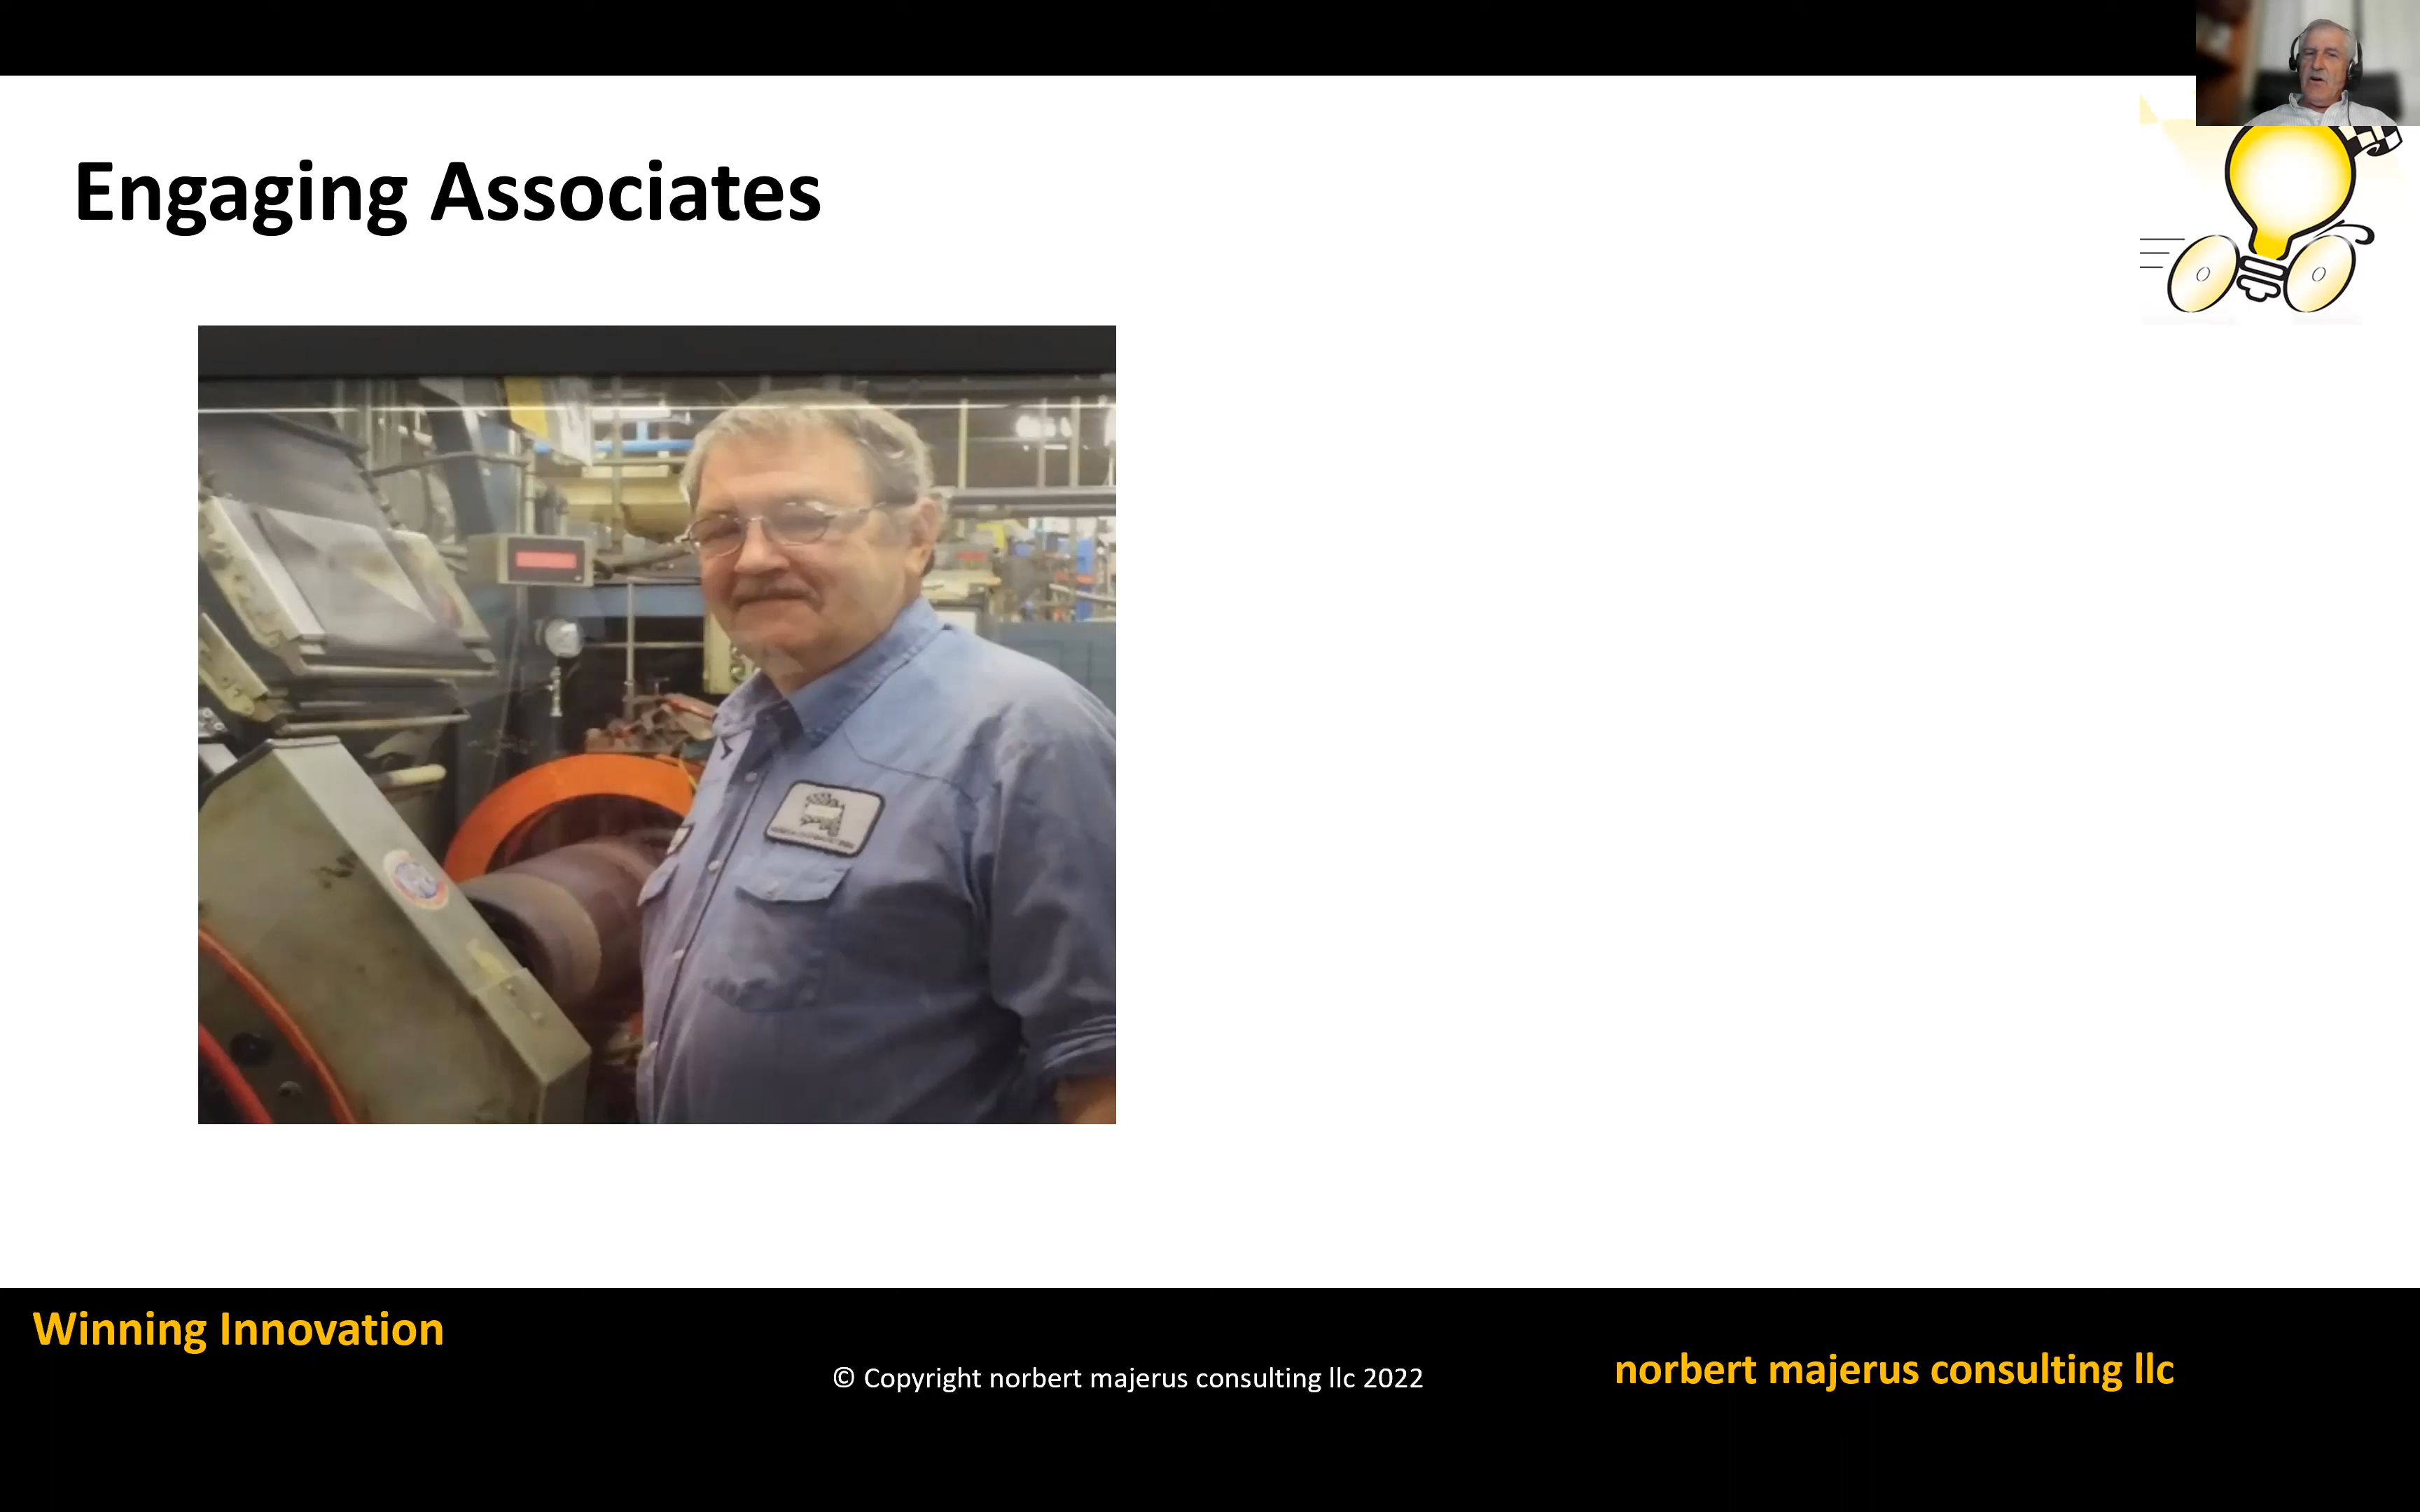 Engaging Associates
Winning Innovation
© Copyright norbert majerus consulting llc 2022
norbert majerus consulting llc